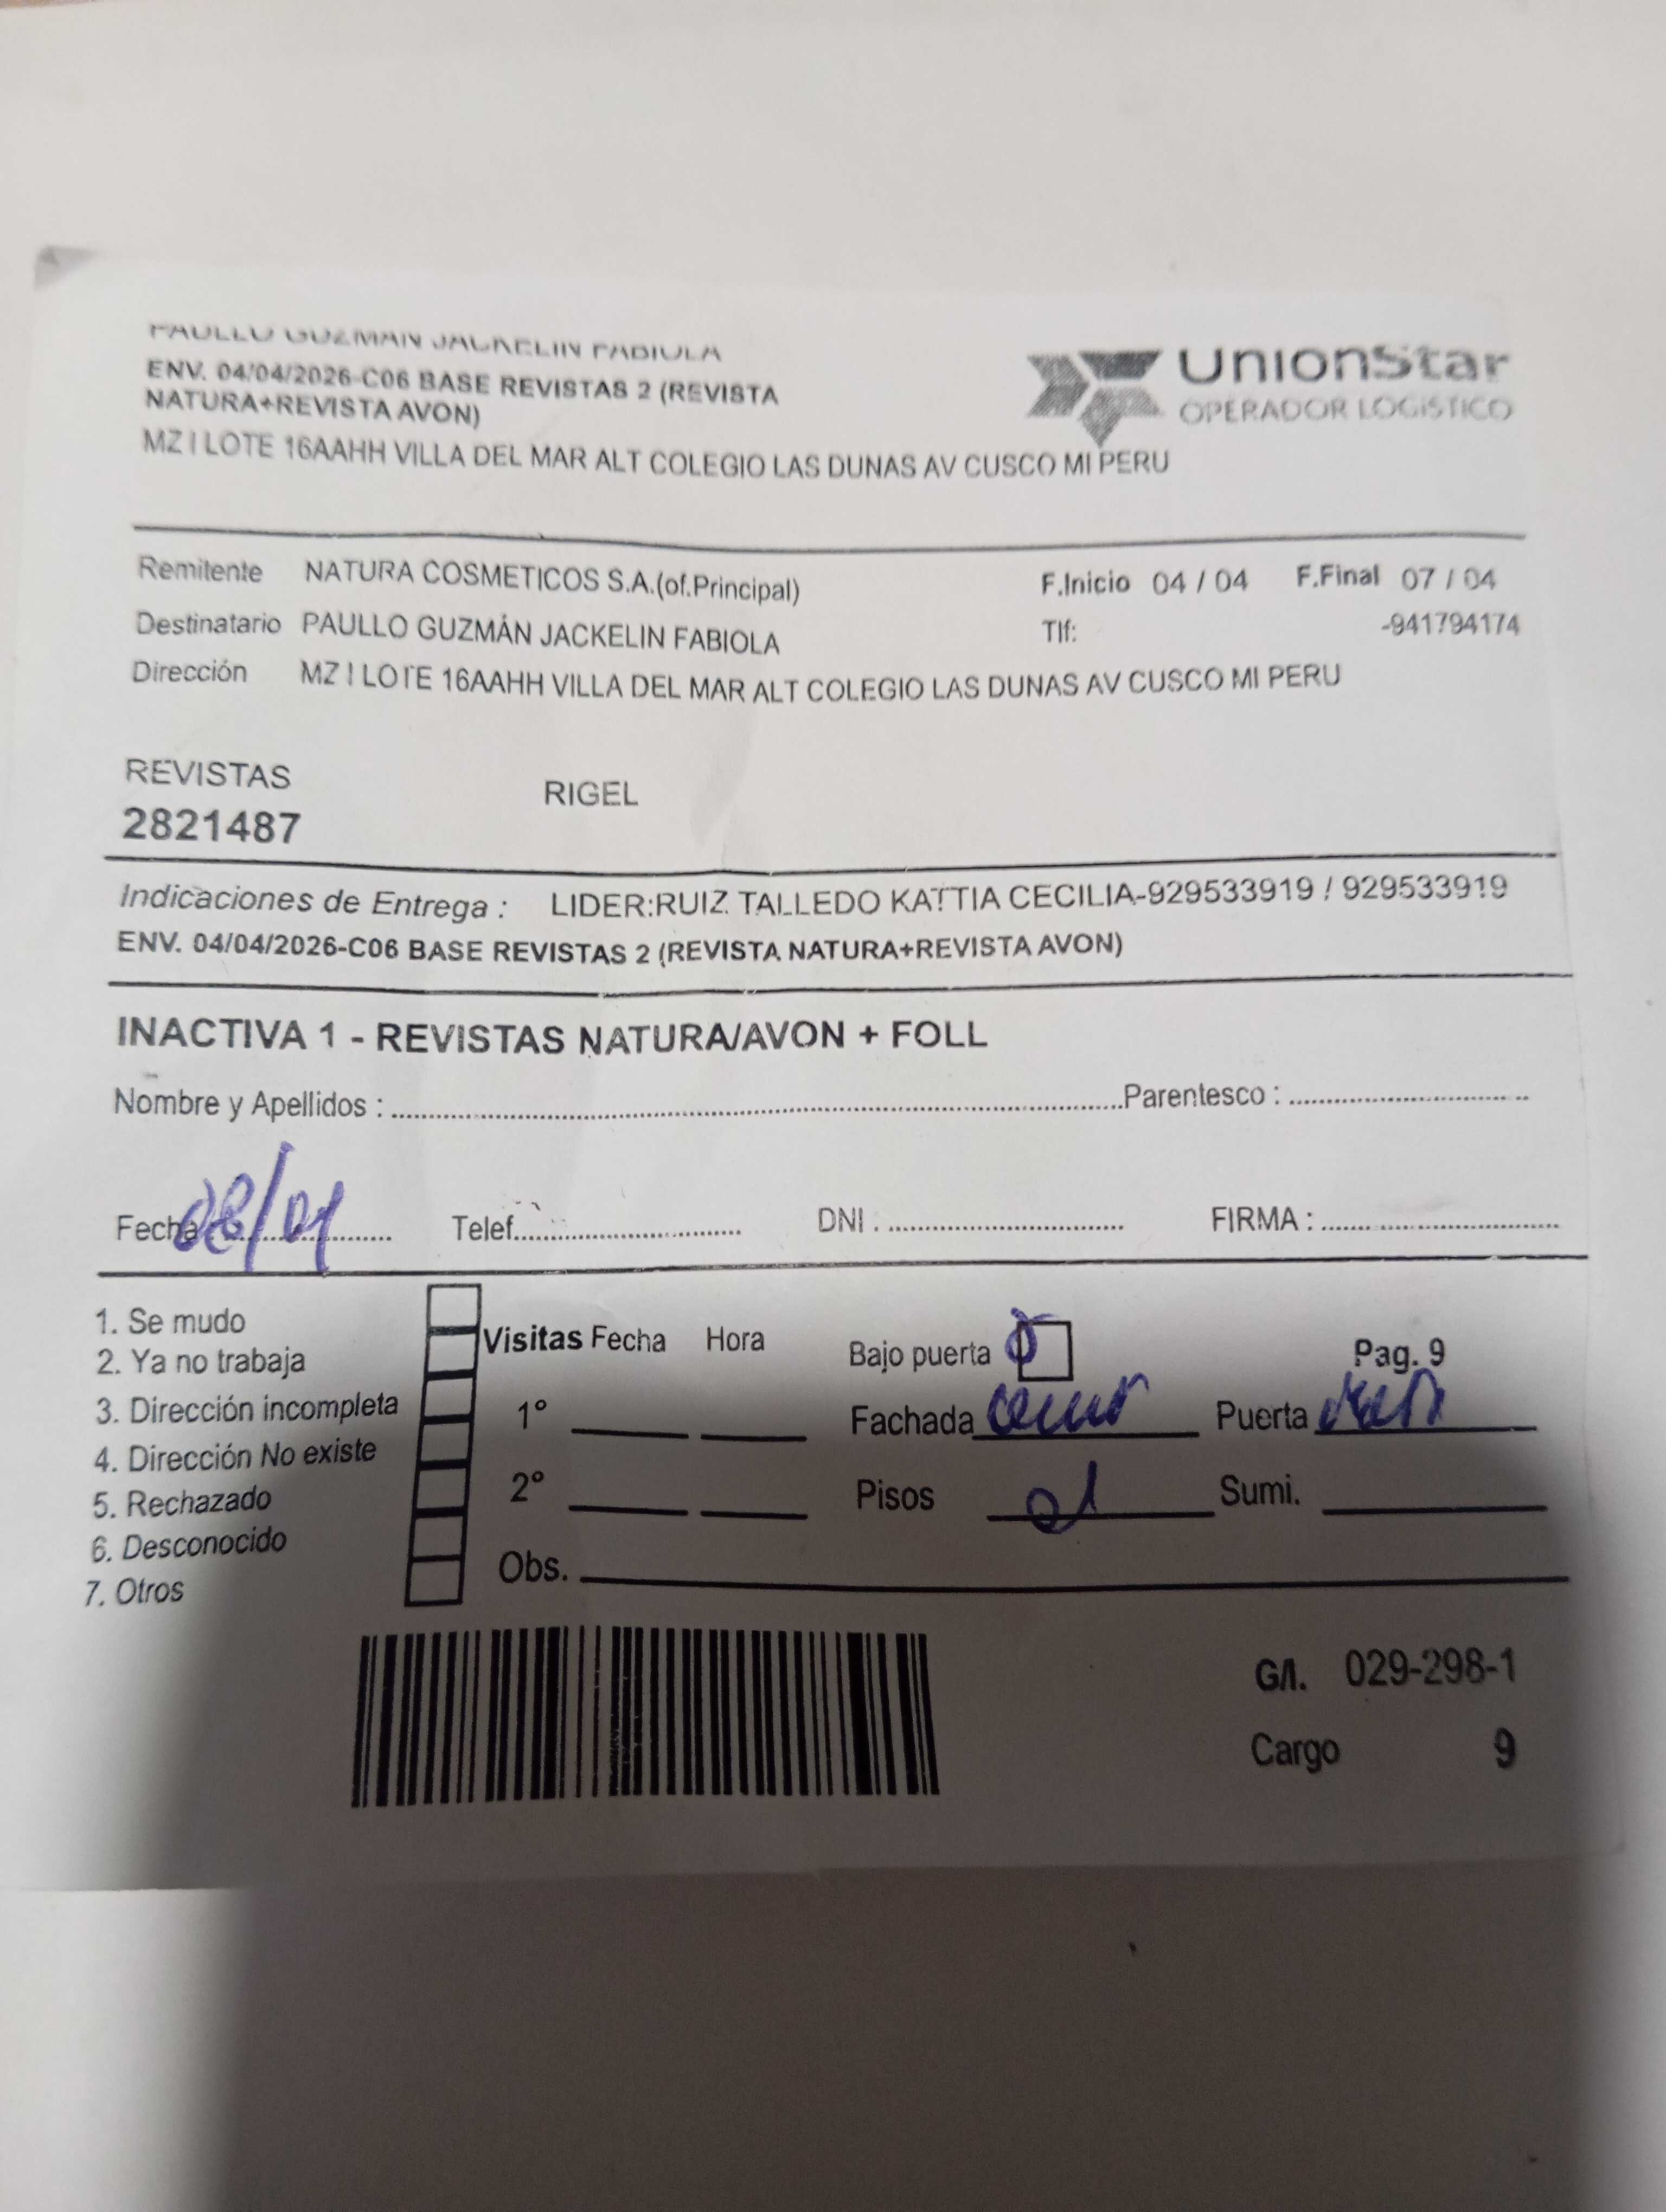 PAULLO GUZMAN JACKELIN FABIOLA
ENV. 04/04/2026-C06 BASE REVISTAS 2 (REVISTA
NATURA+REVISTA AVON)
MZ I LOTE 16AAHH VILLA DEL MAR ALT COLEGIO LAS DUNAS AV CUSCO MI PERU
UnionStar
OPERADOR LOGISTICO
Remitente NATURA COSMETICOS S.A.(of.Principal) F.Inicio 04 / 04 F.Final 07 / 04
Destinatario PAULLO GUZMÁN JACKELIN FABIOLA Tlf: -941794174
Dirección MZ I LOTE 16AAHH VILLA DEL MAR ALT COLEGIO LAS DUNAS AV CUSCO MI PERU
REVISTAS RIGEL
2821487
Indicaciones de Entrega : LIDER:RUIZ TALLEDO KATTIA CECILIA-929533919 / 929533919
ENV. 04/04/2026-C06 BASE REVISTAS 2 (REVISTA NATURA+REVISTA AVON)
INACTIVA 1 - REVISTAS NATURA/AVON + FOLL
Nombre y Apellidos : Parentesco :
Fecha Telef. DNI : FIRMA :
1. Se mudo
2. Ya no trabaja
3. Dirección incompleta
4. Dirección No existe
5. Rechazado
6. Desconocido
7. Otros
Visitas Fecha Hora
1°
2°
Obs.
Bajo puerta Pag. 9
Fachada Puerta
Pisos Sumi.
G/I. 029-298-1
Cargo 9